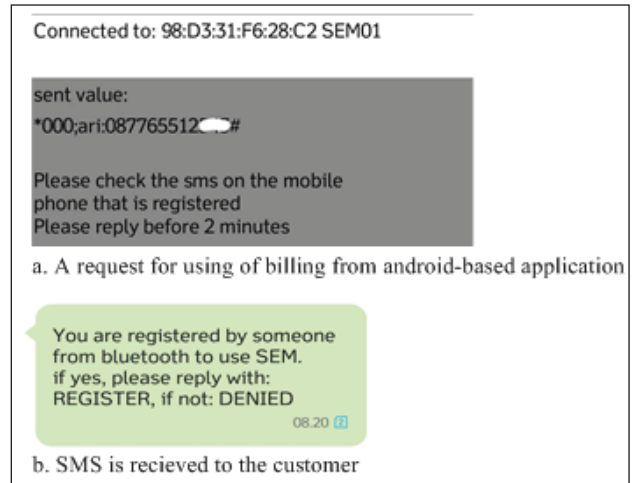 Connected to: 98:D3:31:F6:28:C2 SEM01
sent value:
*000;ari:087765512#
Please check the sms on the mobile
phone that is registered
Please reply before 2 minutes
a. A request for using of billing from android-based application
You are registered by someone
from bluetooth to use SEM.
if yes, please reply with:
REGISTER, if not: DENIED
08.20 2
b. SMS is recieved to the customer